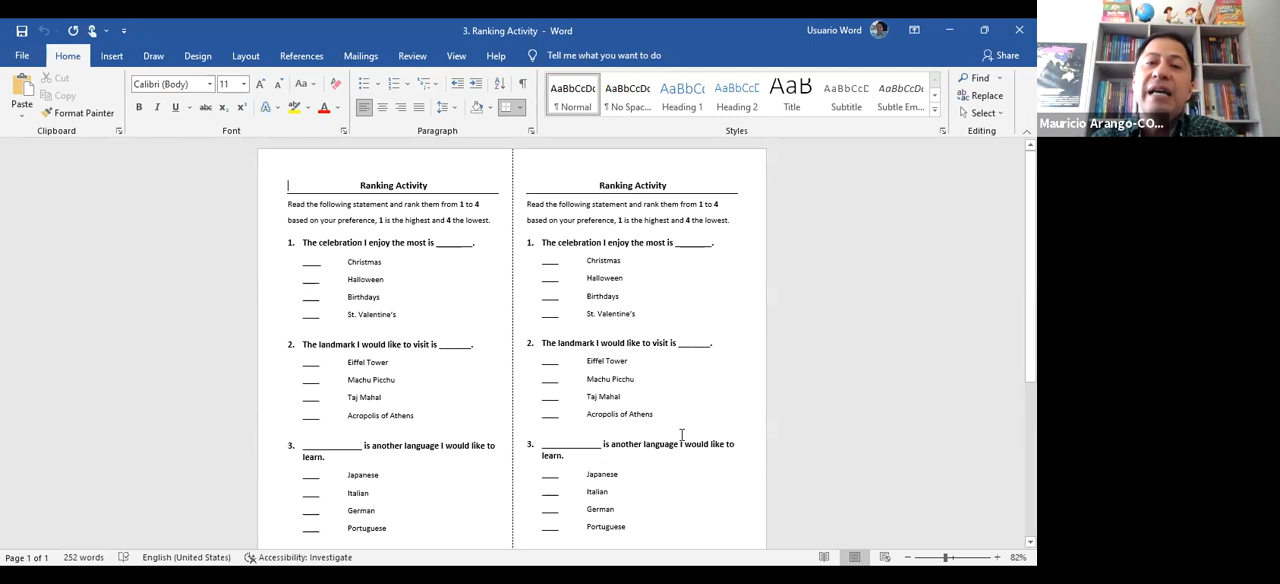 3. Ranking Activity - Word
Usuario Word
File Home Insert Draw Design Layout References Mailings Review View Help Tell me what you want to do Share
Paste
Cut
Copy
Format Painter
Clipboard
Calibri (Body) 11
Font
Paragraph
AaBbCcDc AaBbCcDc AaBbCc AaBbCcC AaB AaBbCcD AaBbCcDc
¶ Normal ¶ No Spac... Heading 1 Heading 2 Title Subtitle Subtle Em...
Styles
Find
Replace
Select
Editing
Mauricio Arango-CO...
Ranking Activity
Read the following statement and rank them from 1 to 4
based on your preference, 1 is the highest and 4 the lowest.
1. The celebration I enjoy the most is _______.
____ Christmas
____ Halloween
____ Birthdays
____ St. Valentine's
2. The landmark I would like to visit is ______.
____ Eiffel Tower
____ Machu Picchu
____ Taj Mahal
____ Acropolis of Athens
3. ____________ is another language I would like to
learn.
____ Japanese
____ Italian
____ German
____ Portuguese
Ranking Activity
Read the following statement and rank them from 1 to 4
based on your preference, 1 is the highest and 4 the lowest.
1. The celebration I enjoy the most is _______.
____ Christmas
____ Halloween
____ Birthdays
____ St. Valentine's
2. The landmark I would like to visit is ______.
____ Eiffel Tower
____ Machu Picchu
____ Taj Mahal
____ Acropolis of Athens
3. ____________ is another language I would like to
learn.
____ Japanese
____ Italian
____ German
____ Portuguese
Page 1 of 1 252 words English (United States) Accessibility: Investigate 82%